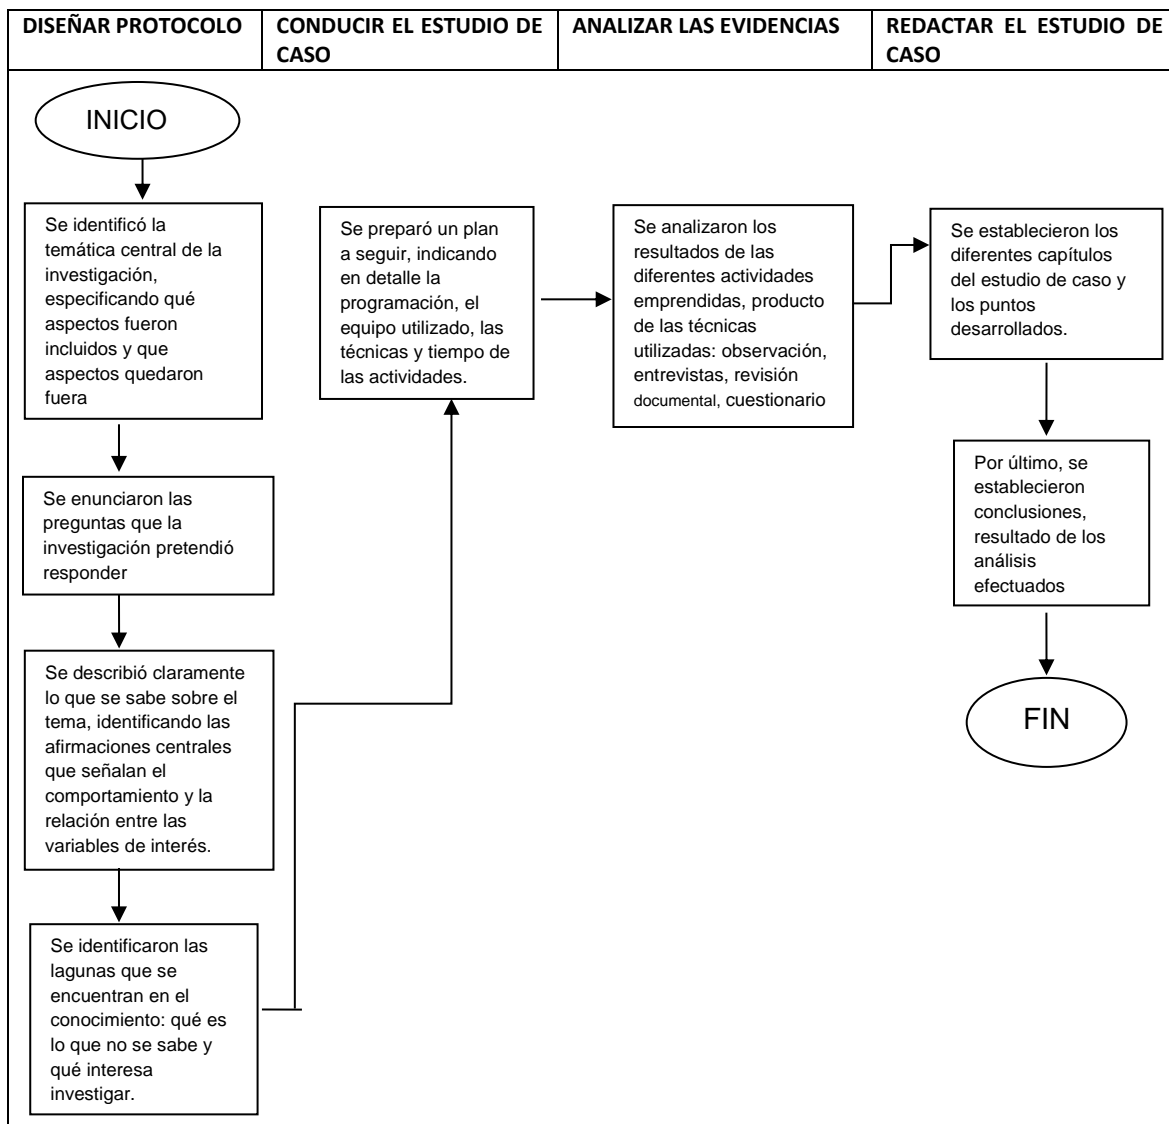 DISEÑAR PROTOCOLO
CONDUCIR EL ESTUDIO DE
CASO
ANALIZAR LAS EVIDENCIAS
REDACTAR EL ESTUDIO DE
CASO
INICIO
Se identificó la
temática central de la
investigación,
especificando qué
aspectos fueron
incluidos y que
aspectos quedaron
fuera
Se enunciaron las
preguntas que la
investigación pretendió
responder
Se describió claramente
lo que se sabe sobre el
tema, identificando las
afirmaciones centrales
que señalan el
comportamiento y la
relación entre las
variables de interés.
Se identificaron las
lagunas que se
encuentran en el
conocimiento: qué es
lo que no se sabe y
qué interesa
investigar.
Se preparó un plan
a seguir, indicando
en detalle la
programación, el
equipo utilizado, las
técnicas y tiempo de
las actividades.
Se analizaron los
resultados de las
diferentes actividades
emprendidas, producto
de las técnicas
utilizadas: observación,
entrevistas, revisión
documental, cuestionario
Se establecieron los
diferentes capítulos
del estudio de caso y
los puntos
desarrollados.
Por último, se
establecieron
conclusiones,
resultado de los
análisis
efectuados
FIN